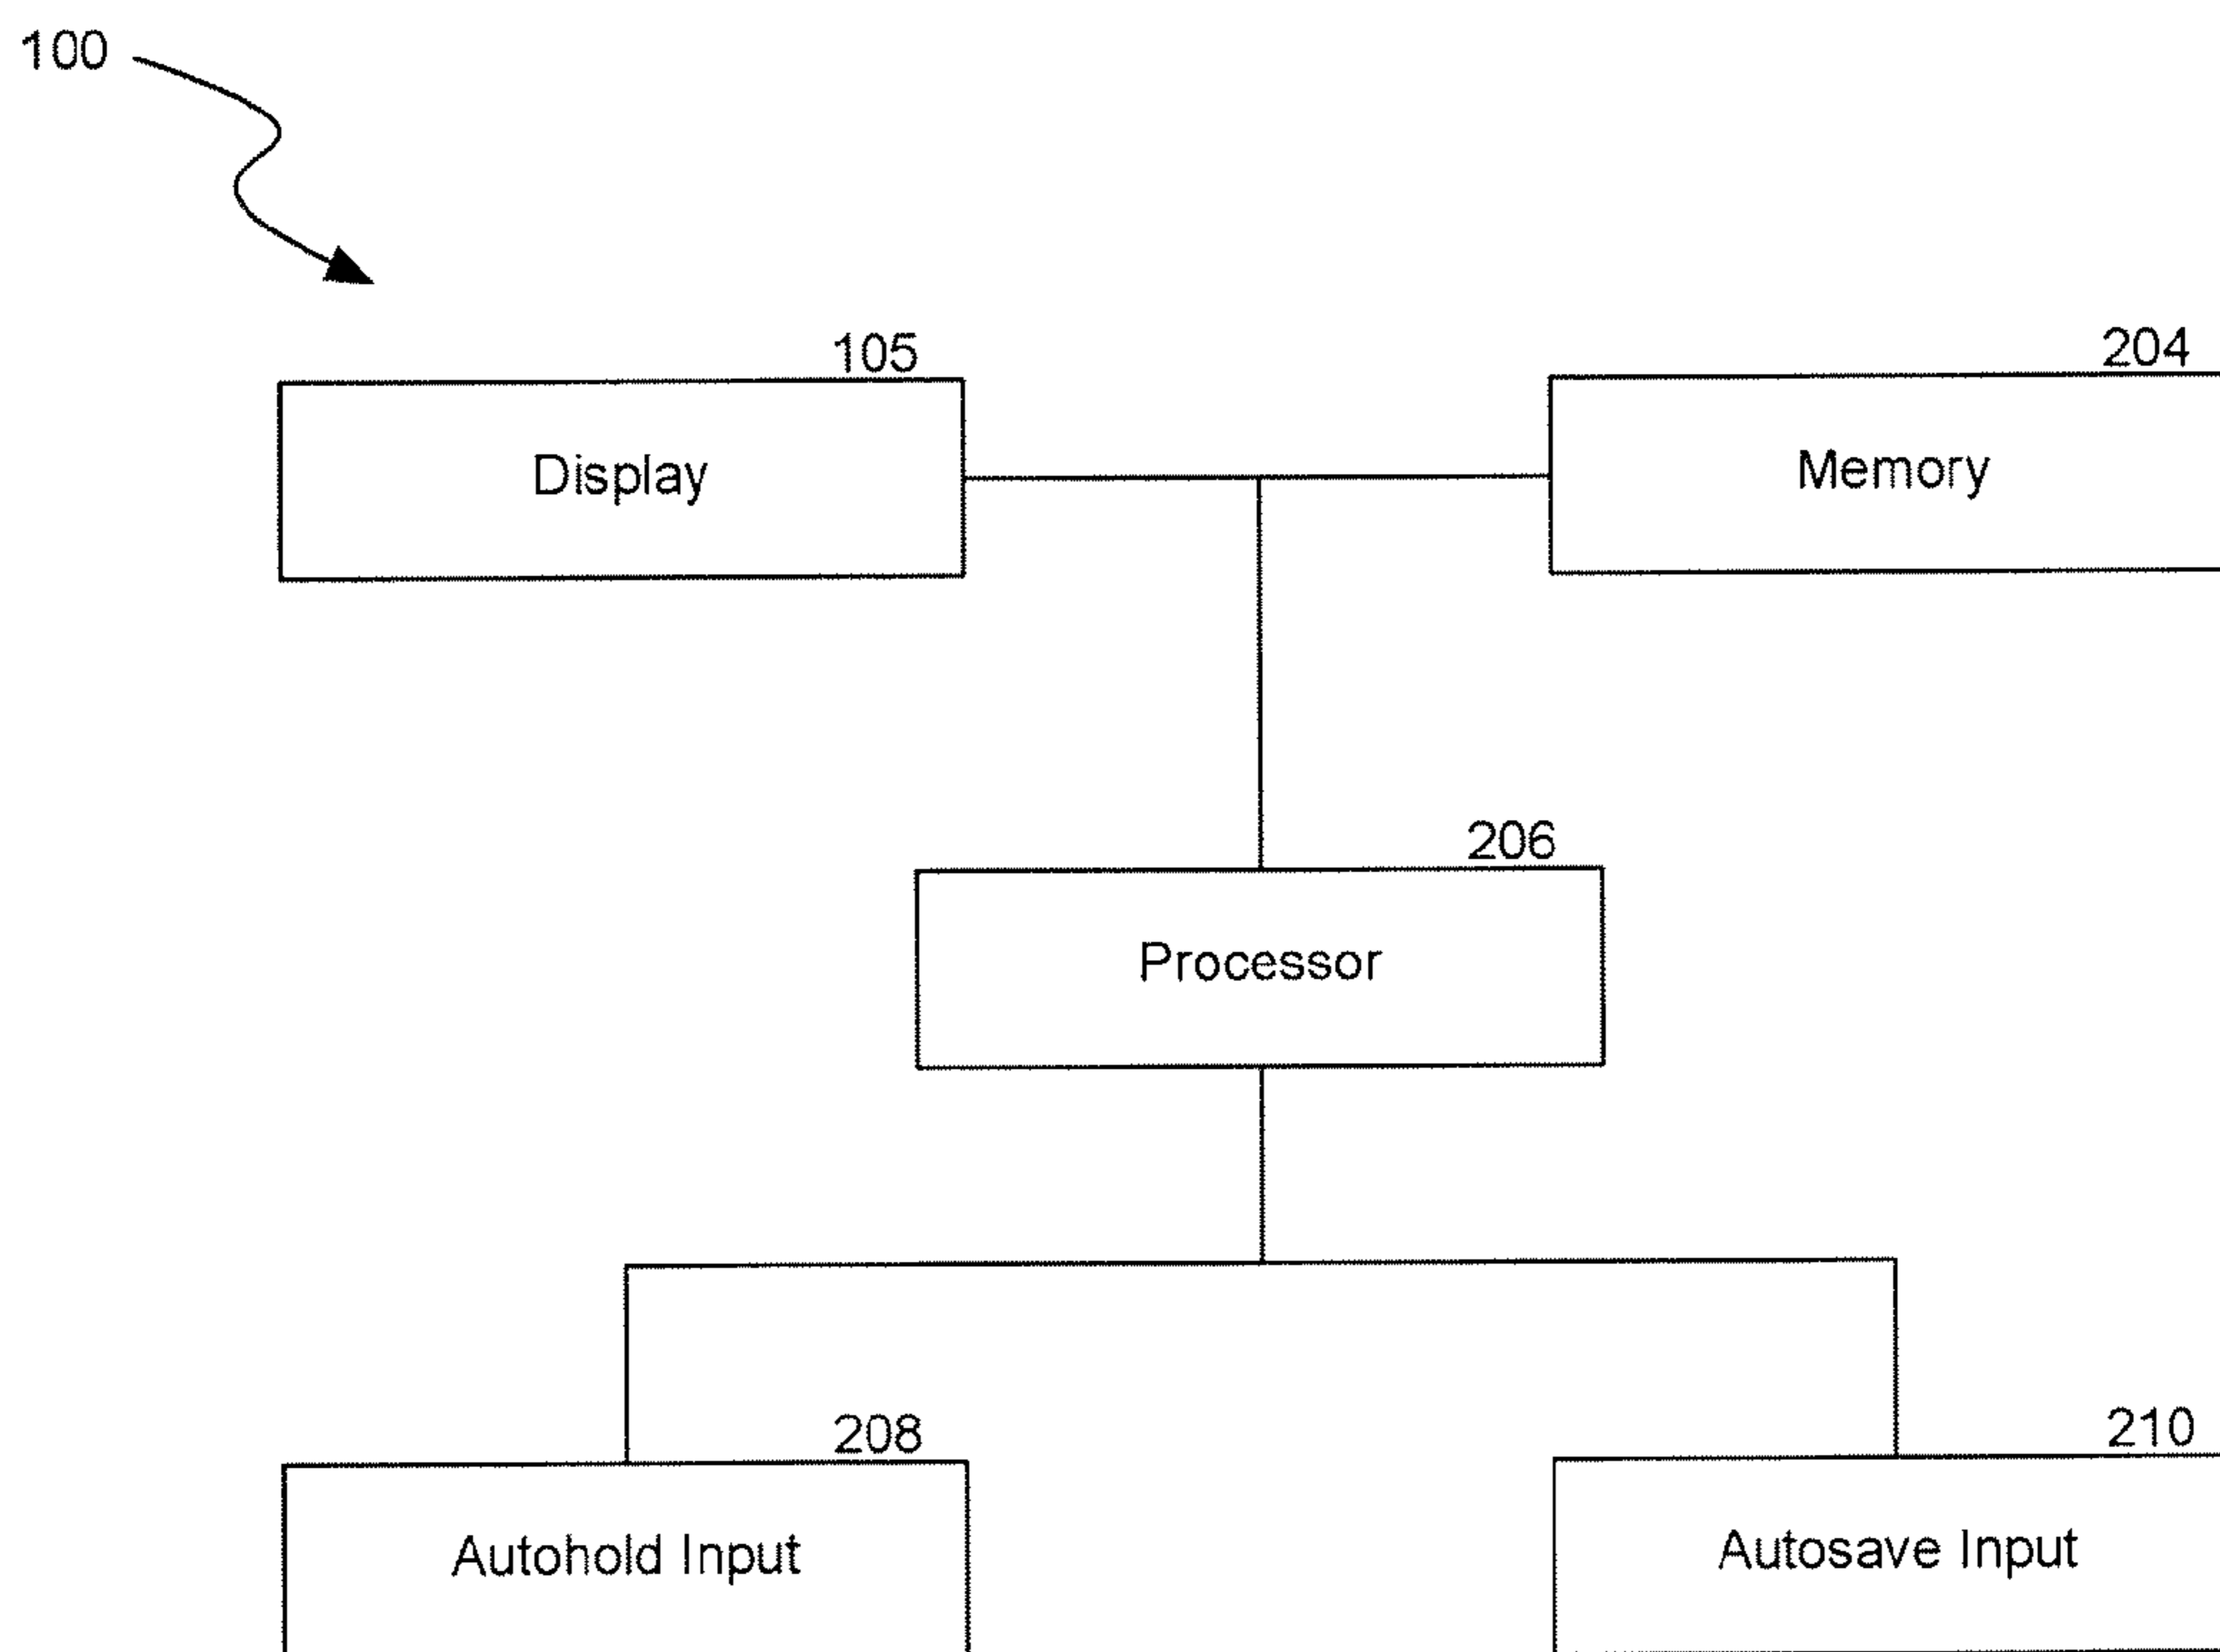 100
105
204
Display
Memory
206
Processor
208
210
Autohold Input
Autosave Input